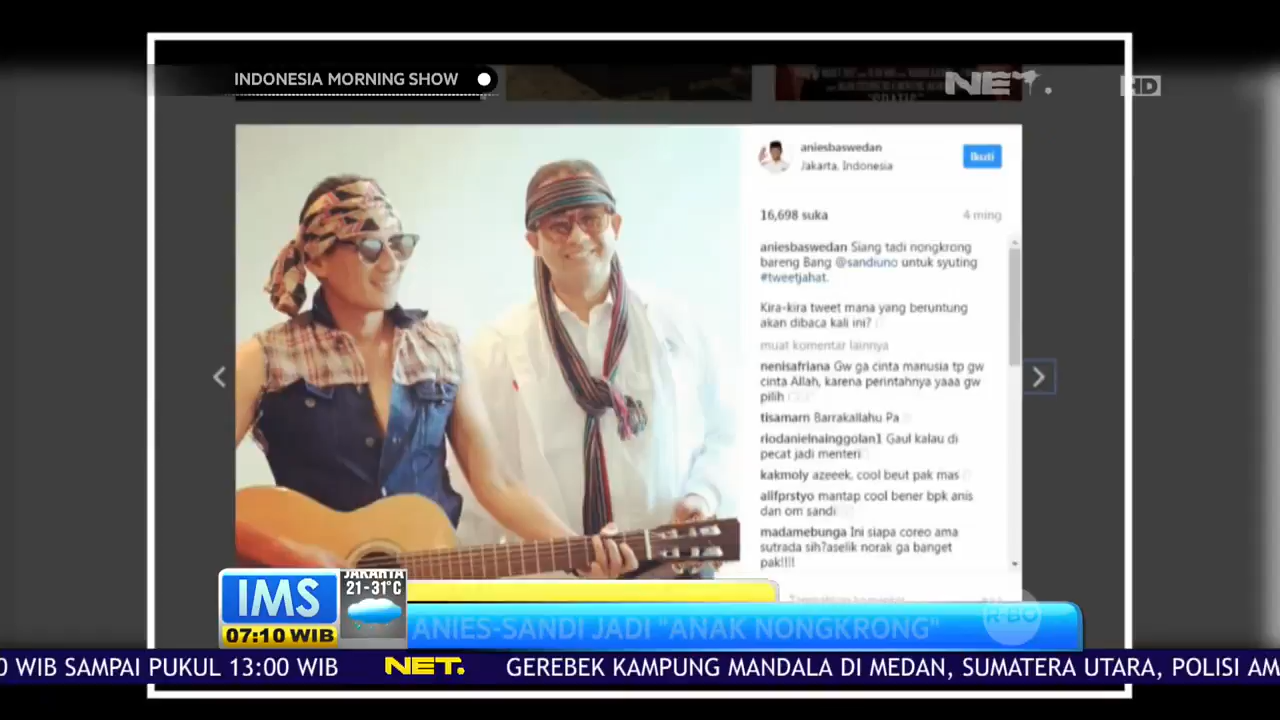 INDONESIA MORNING SHOW
NET.
HD
"GRATIS"
aniesbaswedan
Jakarta, Indonesia
Ikuti
16,698 suka
4 ming
aniesbaswedan Siang tadi nongkrong
bareng Bang @sandiuno untuk syuting
#tweetjahat.
Kira-kira tweet mana yang beruntung
akan dibaca kali ini?
muat komentar lainnya
nenisafriana Gw ga cinta manusia tp gw
cinta Allah, karena perintahnya yaaa gw
pilih
tisamarn Barrakallahu Pa
riodanielnainggolan1 Gaul kalau di
pecat jadi menteri
kakmoly azeeek, cool beut pak mas
alifprstyo mantap cool bener bpk anis
dan om sandi
madamebunga Ini siapa coreo ama
sutrada sih?aselik norak ga banget
pak!!!!
IMS
JAKARTA
21-31°C
07:10 WIB
ANIES-SANDI JADI "ANAK NONGKRONG"
R-BO
0 WIB SAMPAI PUKUL 13:00 WIB NET. GEREBEK KAMPUNG MANDALA DI MEDAN, SUMATERA UTARA, POLISI AM